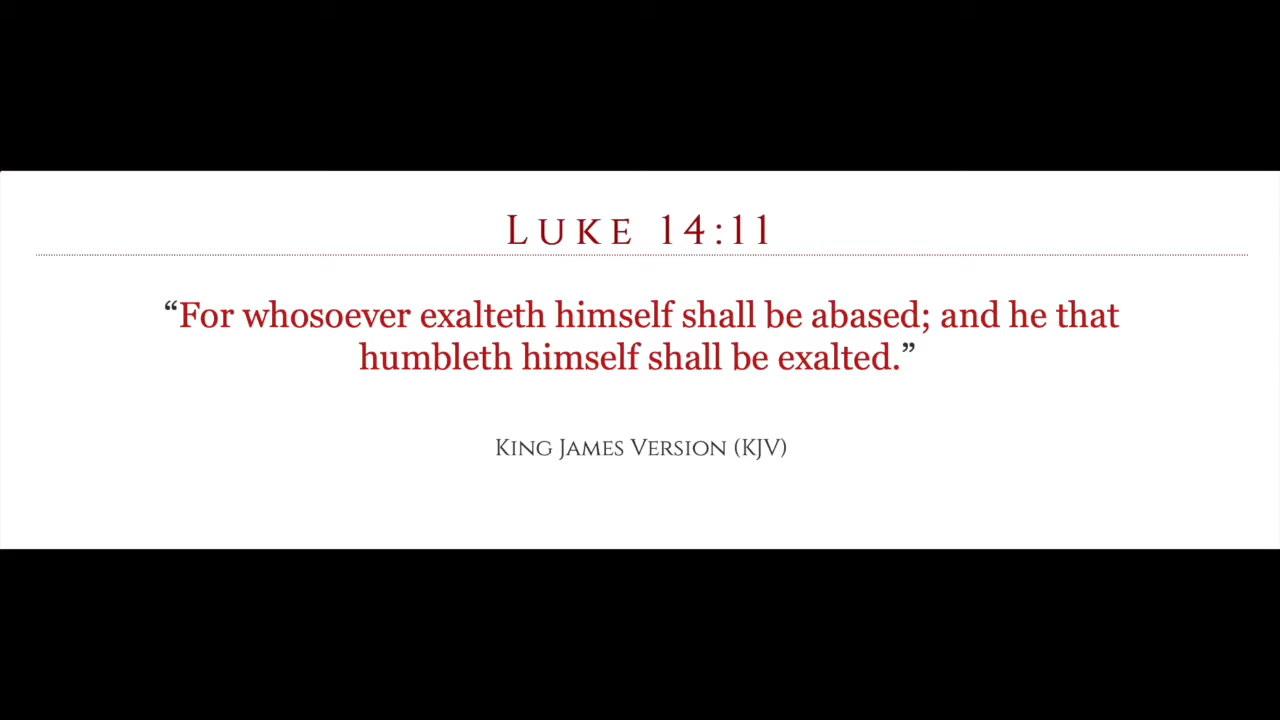 Luke 14:11
“For whosoever exalteth himself shall be abased; and he that
humbleth himself shall be exalted.”
King James Version (KJV)